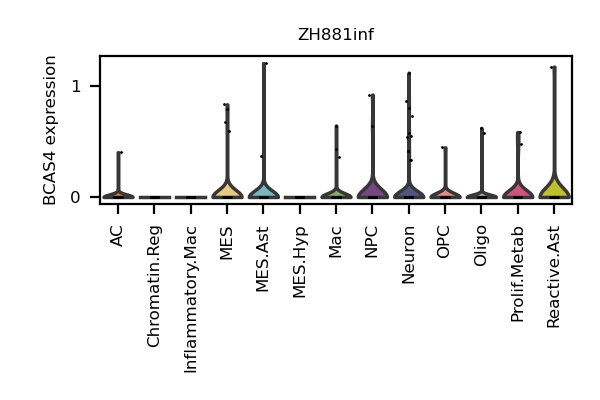 ZH881inf
BCAS4 expression
1
0
AC
Chromatin.Reg
Inflammatory.Mac
MES
MES.Ast
MES.Hyp
Mac
NPC
Neuron
OPC
Oligo
Prolif.Metab
Reactive.Ast